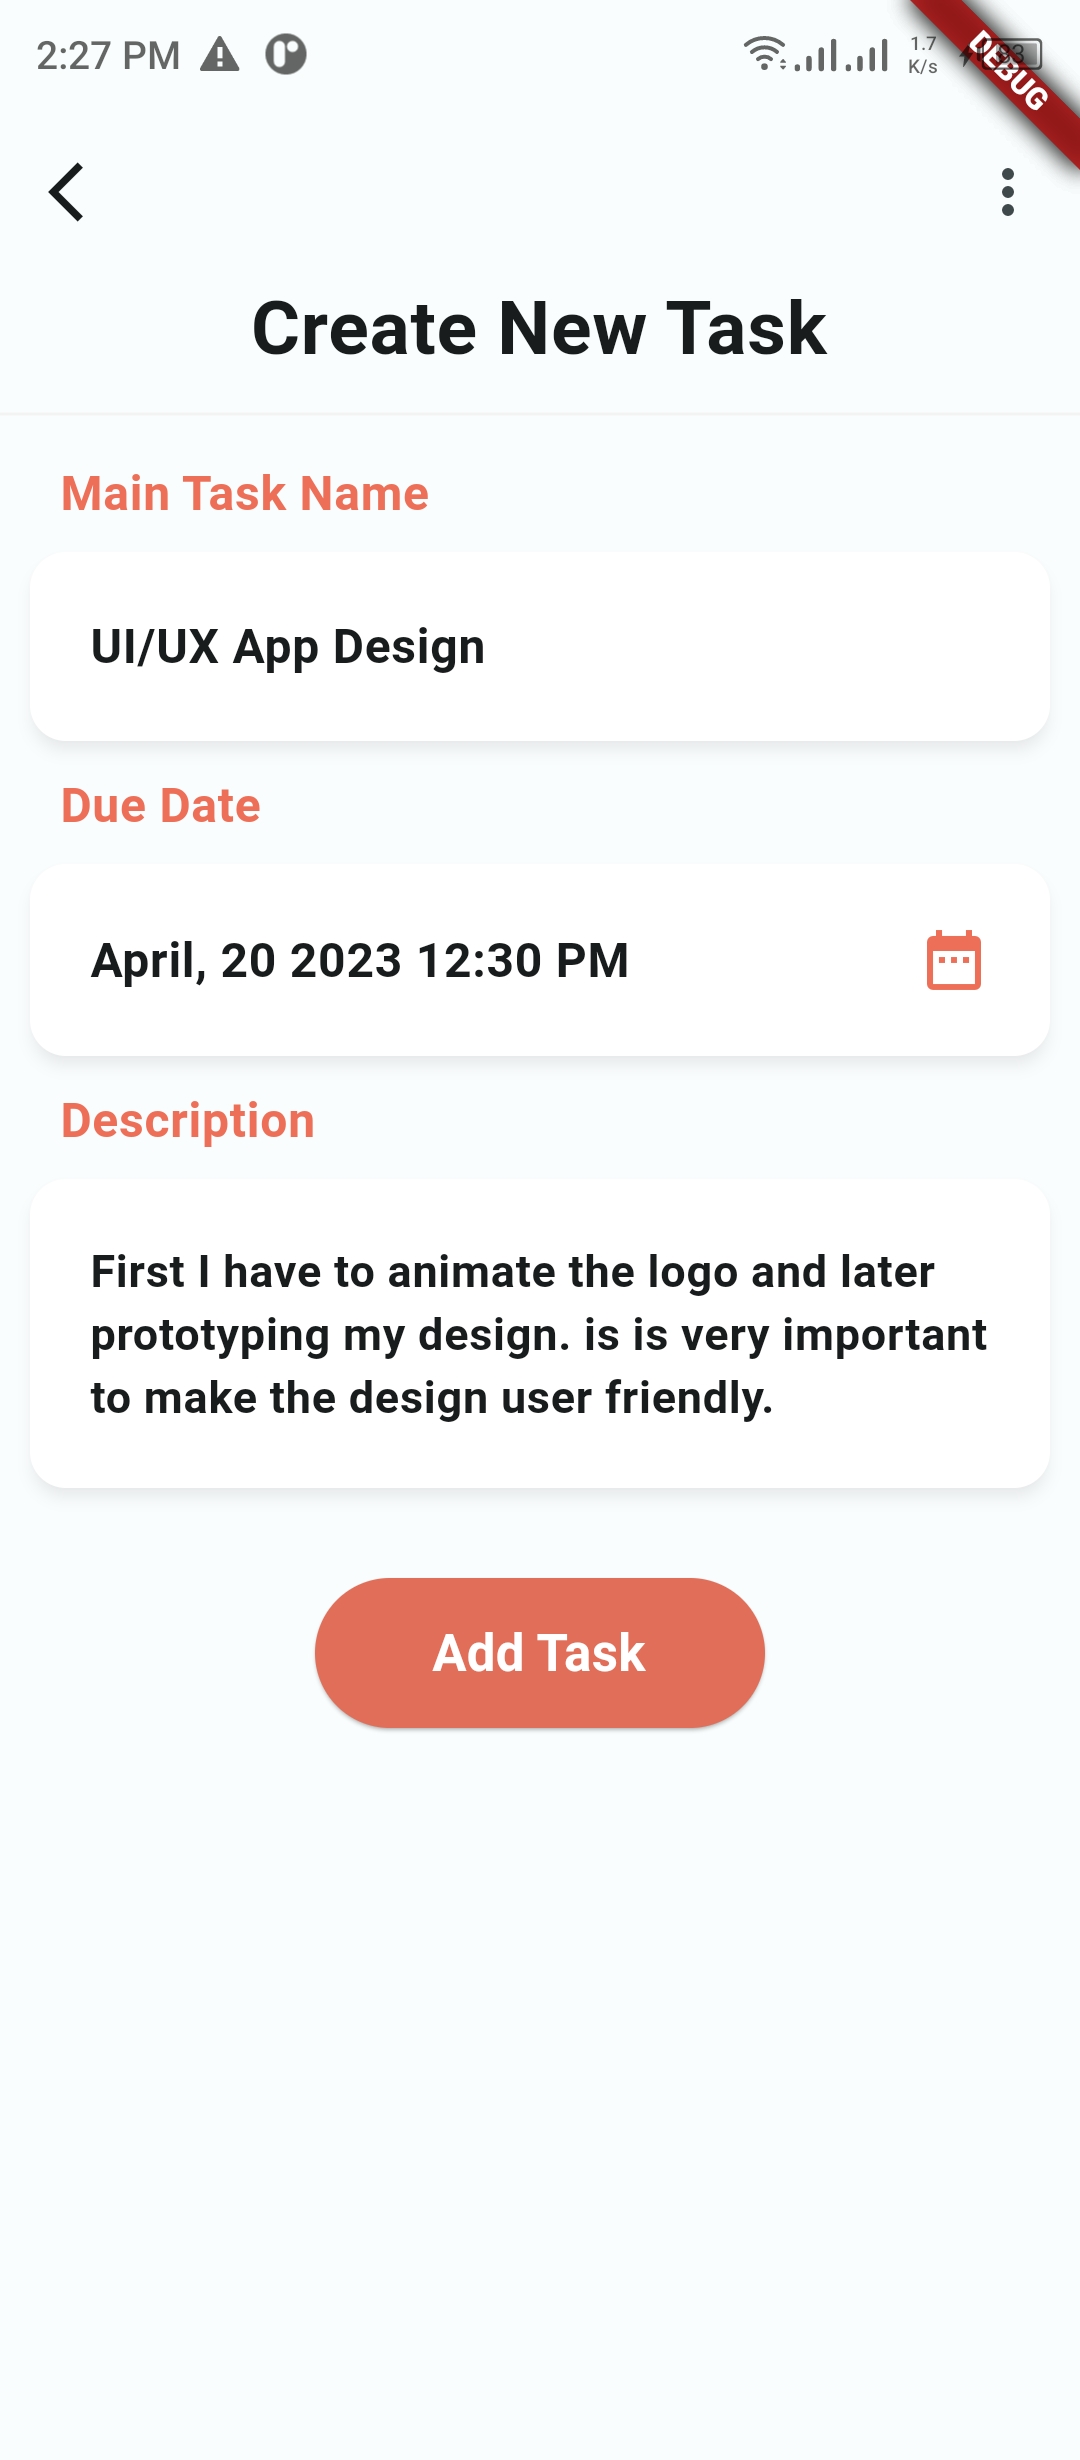 2:27 PM
1.7
K/s
DEBUG
Create New Task
Main Task Name
UI/UX App Design
Due Date
April, 20 2023 12:30 PM
Description
First I have to animate the logo and later
prototyping my design. is is very important
to make the design user friendly.
Add Task